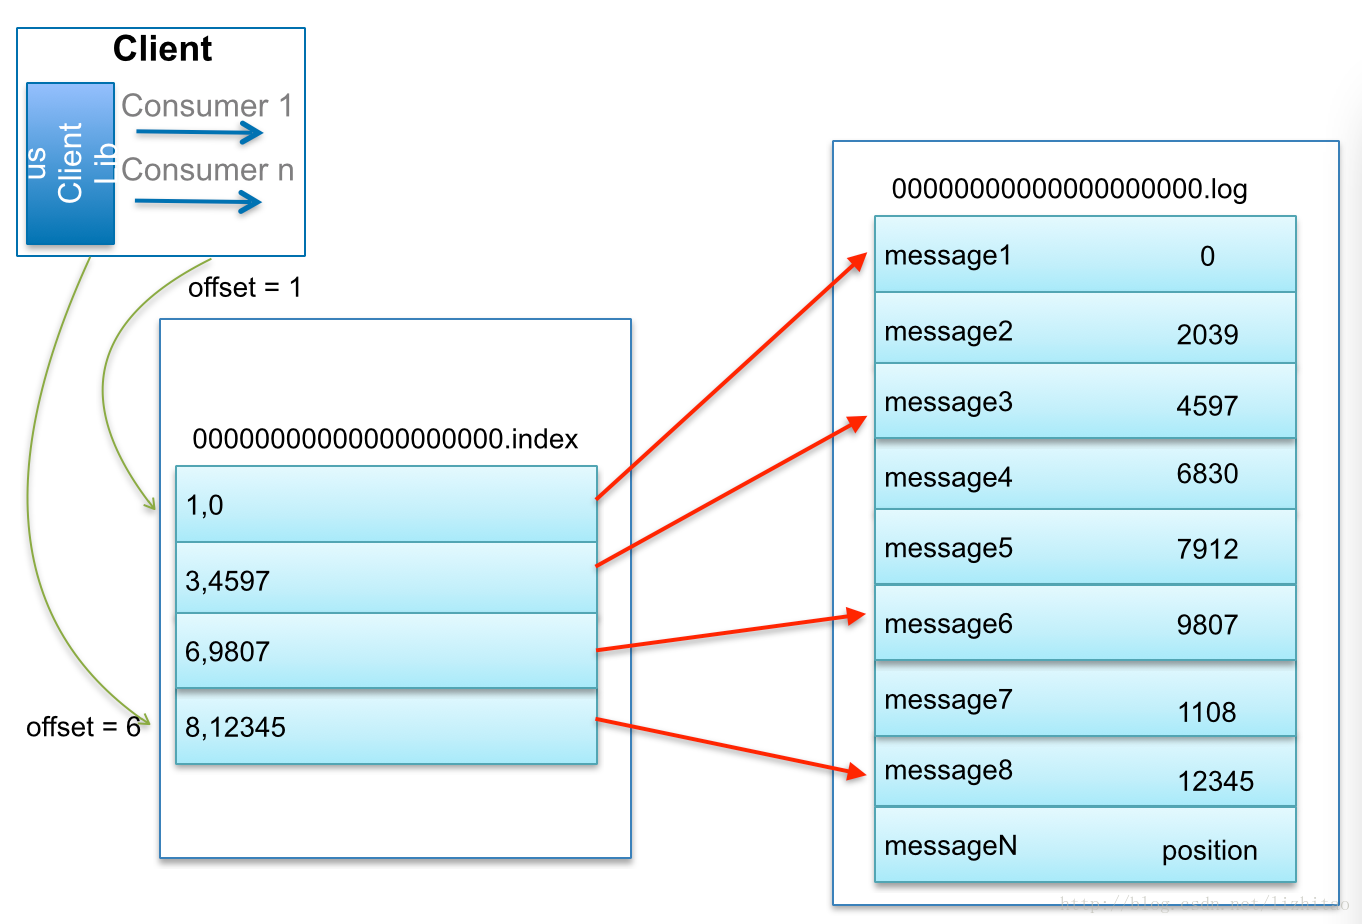 Client
us
Client
Lib
Consumer 1
Consumer n
offset = 1
00000000000000000000.index
1,0
3,4597
6,9807
8,12345
offset = 6
00000000000000000000.log
message1 0
message2 2039
message3 4597
message4 6830
message5 7912
message6 9807
message7 1108
message8 12345
messageN position
http://blog.csdn.net/lizhitao